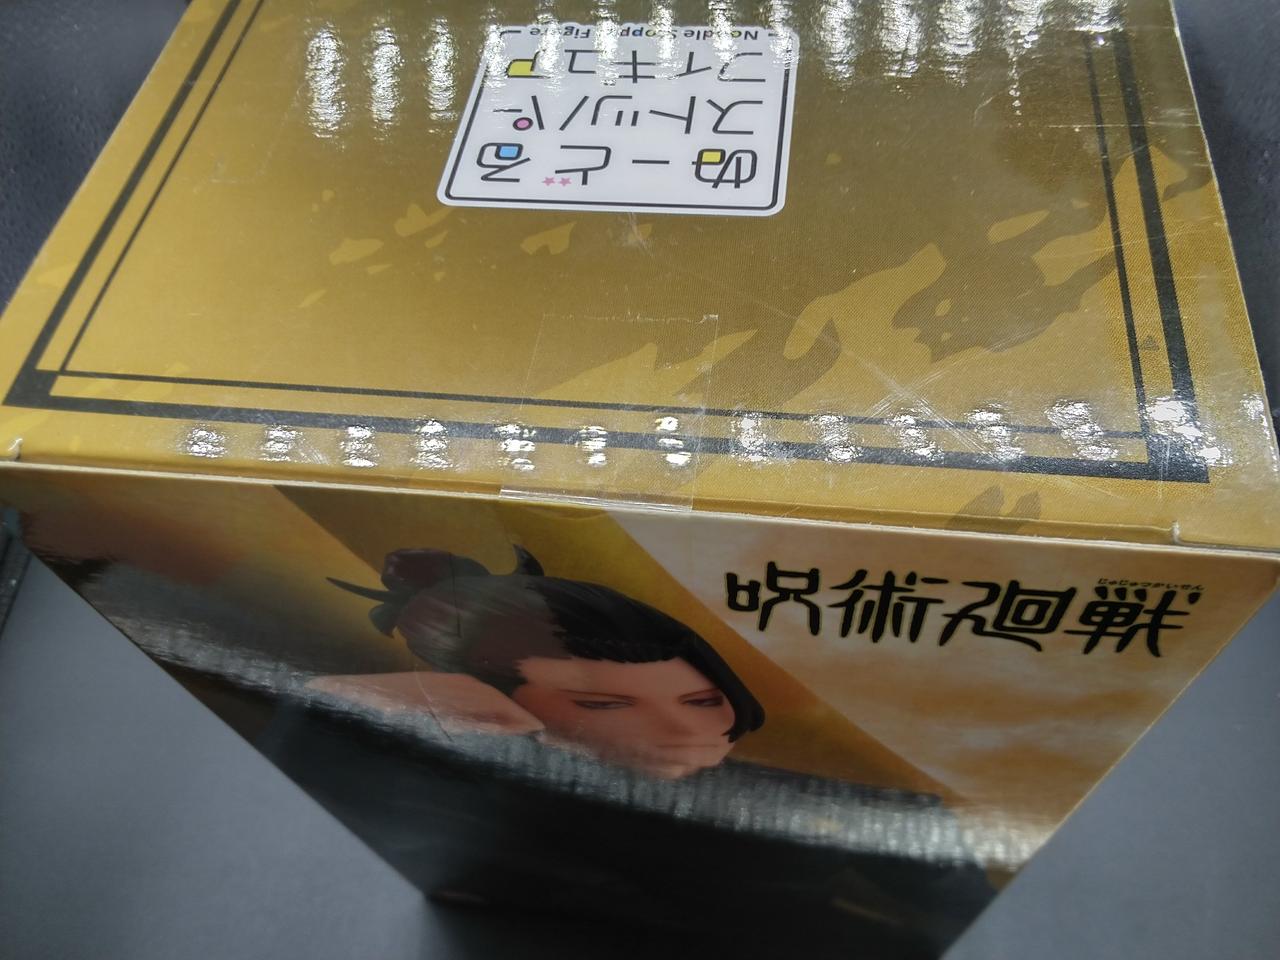 ぬーどる
ストッパー
フィギュア
Noodle Stopper Figure
じゅじゅつかいせん
呪術廻戦